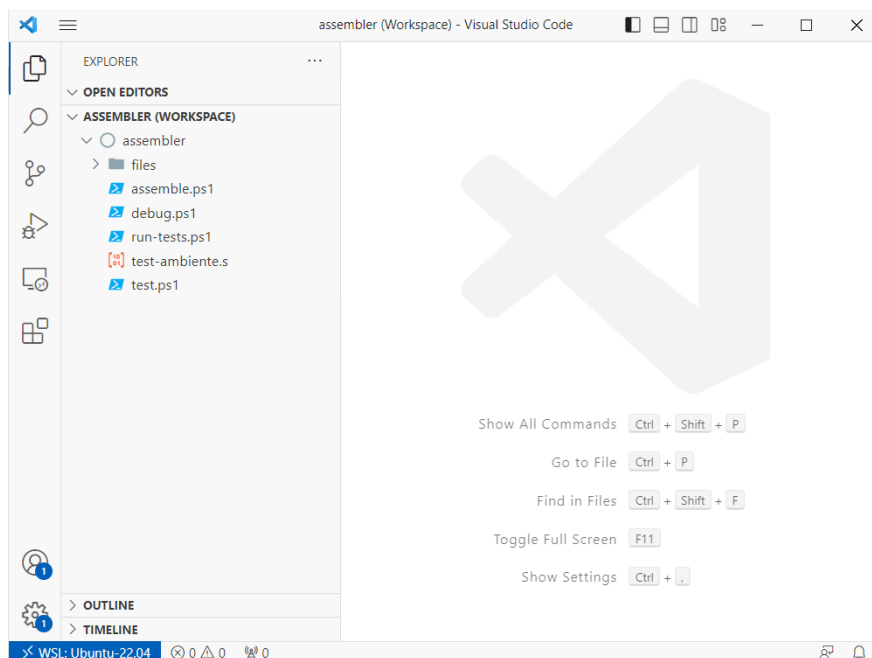 assembler (Workspace) - Visual Studio Code
EXPLORER
OPEN EDITORS
ASSEMBLER (WORKSPACE)
assembler
files
assemble.ps1
debug.ps1
run-tests.ps1
test-ambiente.s
test.ps1
Show All Commands Ctrl + Shift + P
Go to File Ctrl + P
Find in Files Ctrl + Shift + F
Toggle Full Screen F11
Show Settings Ctrl + ,
1
1
OUTLINE
TIMELINE
WSL: Ubuntu-22.04 0 0 0